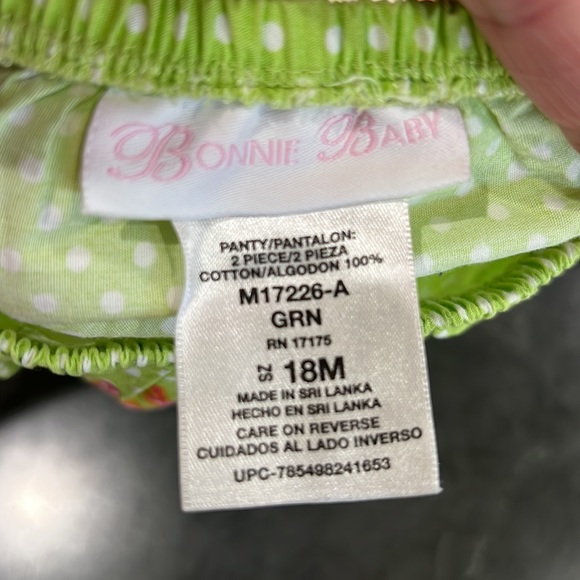 Bonnie Baby
PANTY/PANTALON:
2 PIECE/2 PIEZA
COTTON/ALGODON 100%
M17226-A
GRN
RN 17175
SZ 18M
MADE IN SRI LANKA
HECHO EN SRI LANKA
CARE ON REVERSE
CUIDADOS AL LADO INVERSO
UPC-785498241653